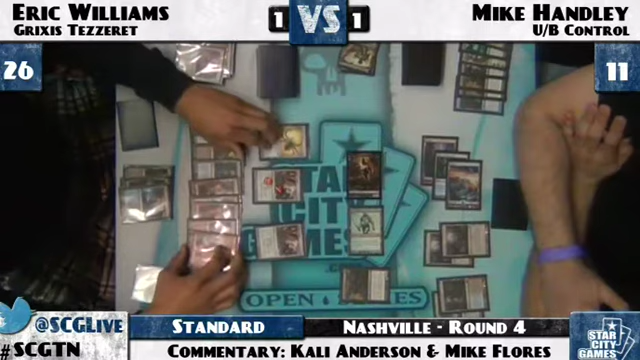 Eric Williams
Grixis Tezzeret
1 VS 1
Mike Handley
U/B Control
26
11
STAR
CITY
GAMES
OPEN
@SCGLive
#SCGTN
Standard
Nashville - Round 4
Commentary: Kali Anderson & Mike Flores
STAR CITY
GAMES